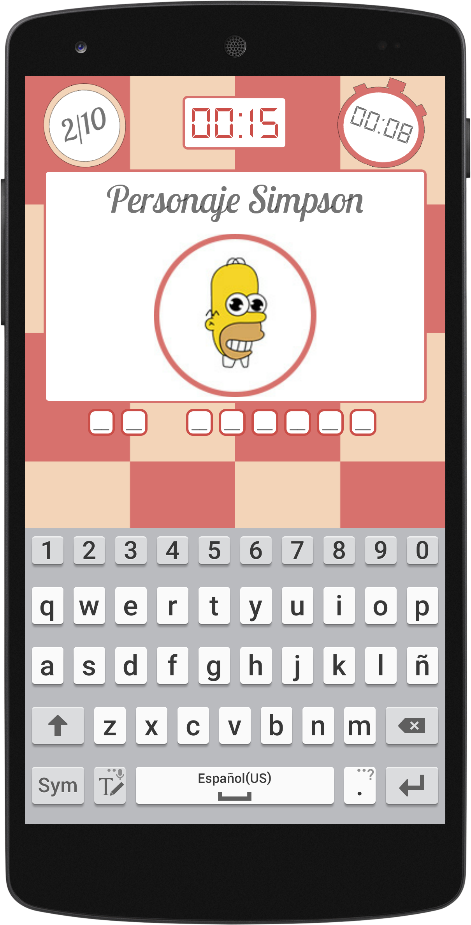 2/10
00:15
00:08
Personaje Simpson
_ _ _ _ _ _ _ _
1 2 3 4 5 6 7 8 9 0
q w e r t y u i o p
a s d f g h j k l ñ
z x c v b n m
Sym T Español(US) . ...?